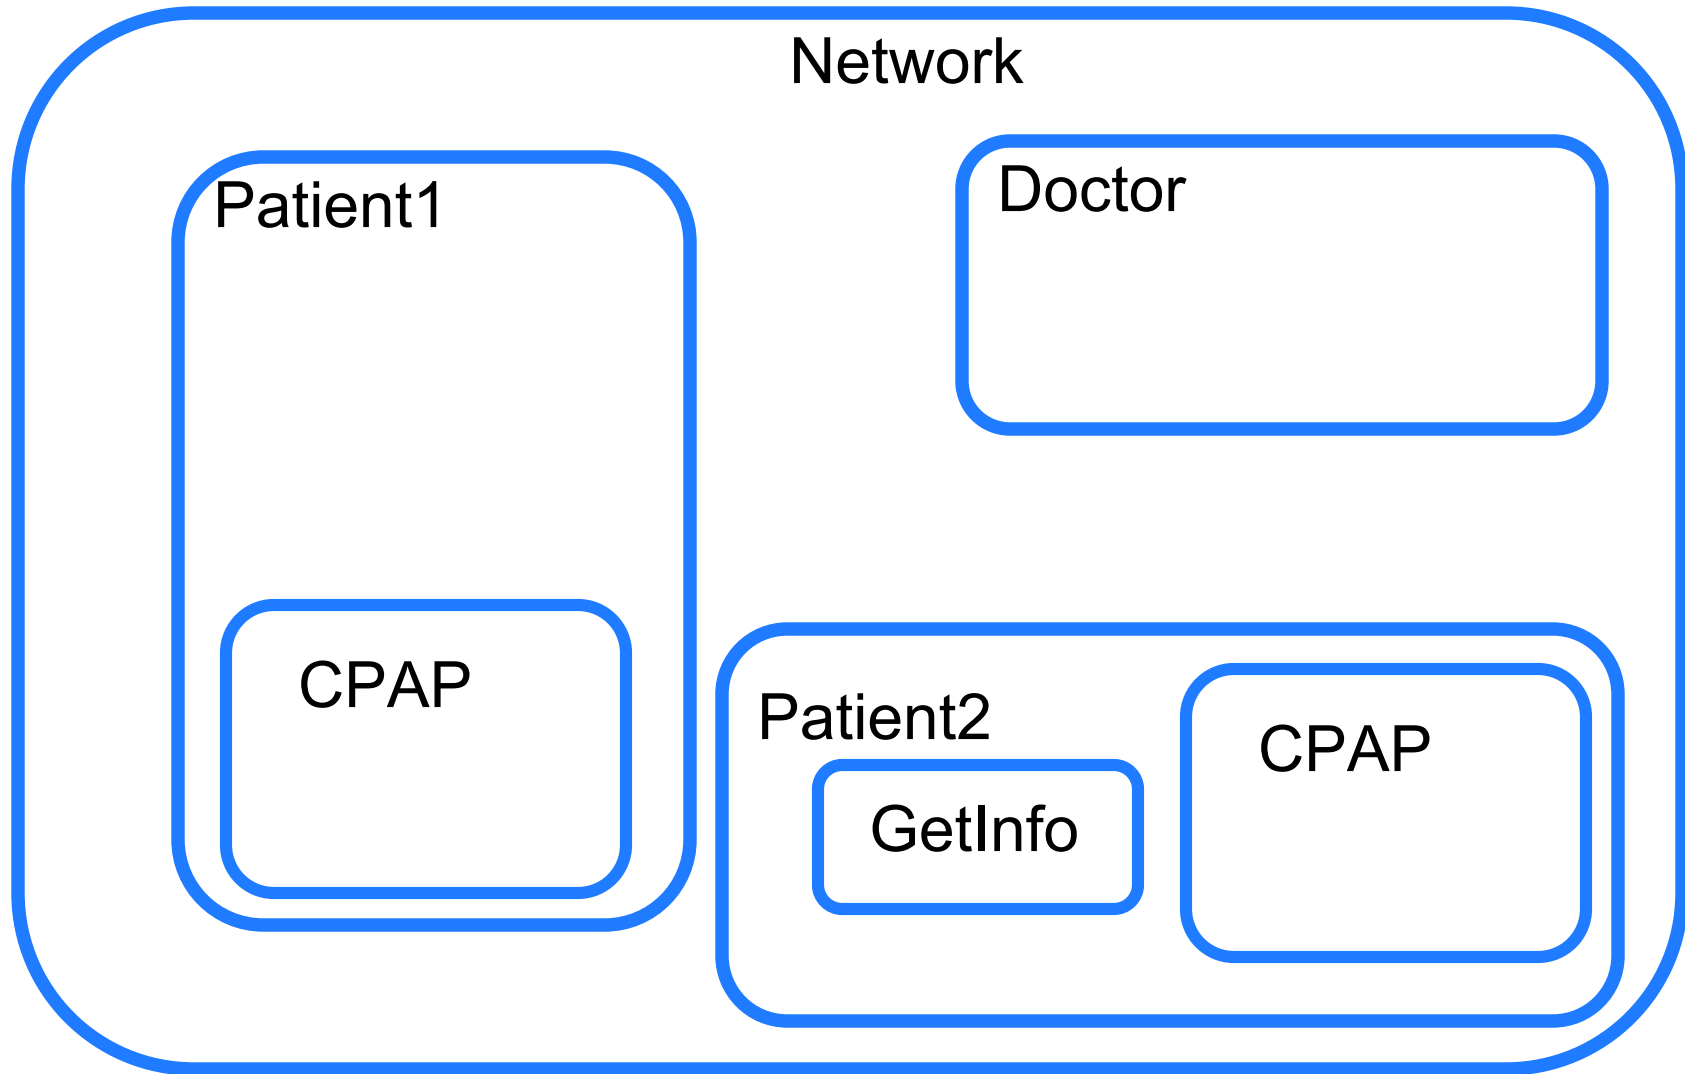 Network
Patient1
Doctor
CPAP
Patient2
GetInfo
CPAP